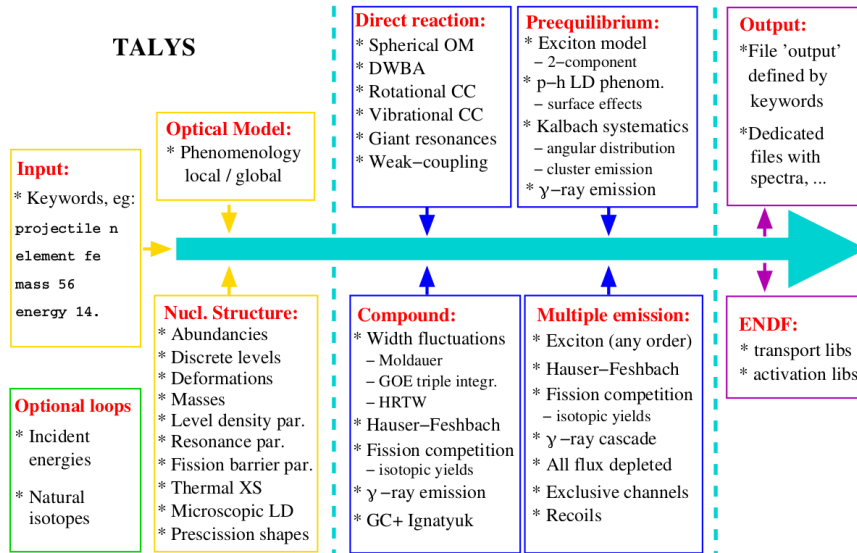 TALYS
Input:
* Keywords, eg:
projectile n
element fe
mass 56
energy 14.
Optional loops
* Incident
energies
* Natural
isotopes
Optical Model:
* Phenomenology
local / global
Nucl. Structure:
* Abundancies
* Discrete levels
* Deformations
* Masses
* Level density par.
* Resonance par.
* Fission barrier par.
* Thermal XS
* Microscopic LD
* Prescission shapes
Direct reaction:
* Spherical OM
* DWBA
* Rotational CC
* Vibrational CC
* Giant resonances
* Weak−coupling
Compound:
* Width fluctuations
− Moldauer
− GOE triple integr.
− HRTW
* Hauser−Feshbach
* Fission competition
− isotopic yields
* γ−ray emission
* GC+ Ignatyuk
Preequilibrium:
* Exciton model
− 2−component
* p−h LD phenom.
− surface effects
* Kalbach systematics
− angular distribution
− cluster emission
* γ−ray emission
Multiple emission:
* Exciton (any order)
* Hauser−Feshbach
* Fission competition
− isotopic yields
* γ−ray cascade
* All flux depleted
* Exclusive channels
* Recoils
Output:
*File ’output’
defined by
keywords
*Dedicated
files with
spectra, ...
ENDF:
* transport libs
* activation libs